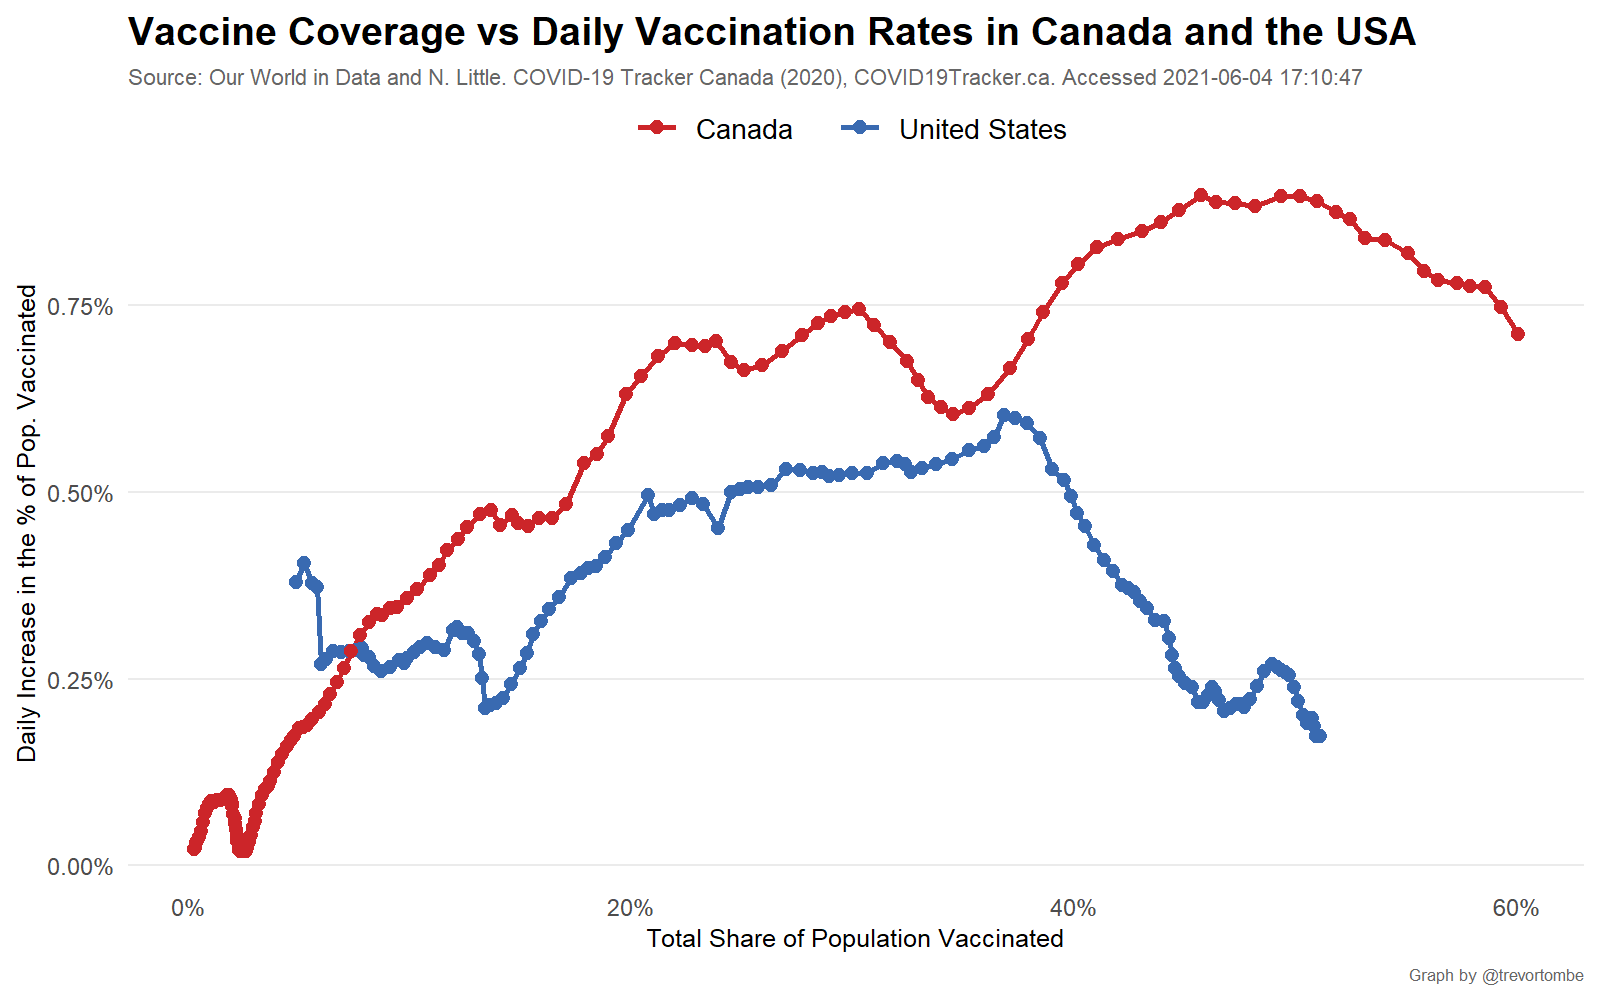 Vaccine Coverage vs Daily Vaccination Rates in Canada and the USA
Source: Our World in Data and N. Little. COVID-19 Tracker Canada (2020), COVID19Tracker.ca. Accessed 2021-06-04 17:10:47
Canada United States
Daily Increase in the % of Pop. Vaccinated
0.75%
0.50%
0.25%
0.00%
0% 20% 40% 60%
Total Share of Population Vaccinated
Graph by @trevortombe